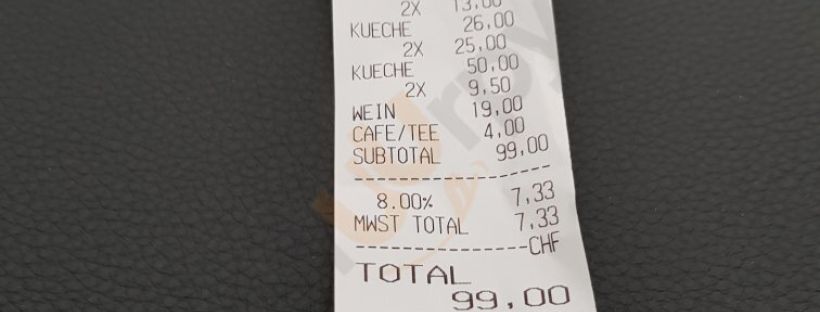 2X 13,00
KUECHE 26,00
2X 25,00
KUECHE 50,00
2X 9,50
WEIN 19,00
CAFE/TEE 4,00
SUBTOTAL 99,00
--------------------
8.00% 7,33
MWST TOTAL 7,33
-----------------CHF
TOTAL
99,00